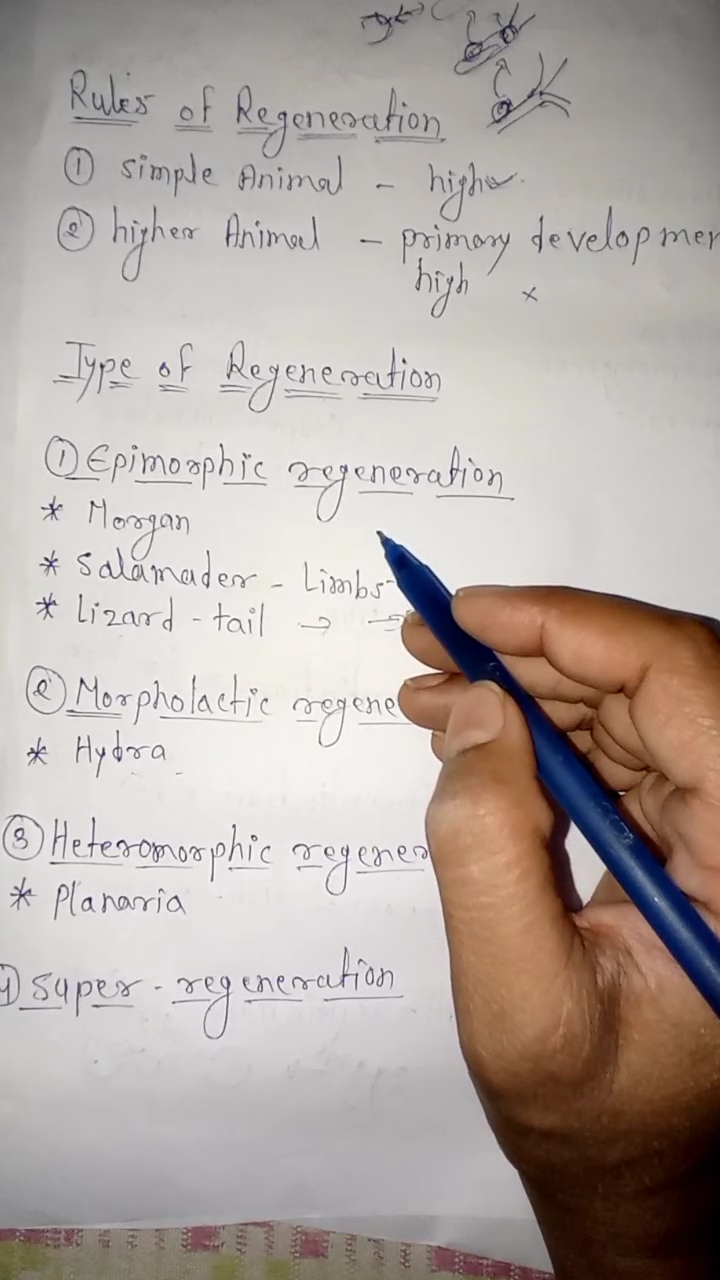 Rules of Regeneration
① simple Animal - high
② higher Animal - primary developmen
high ×
Type of Regeneration
① Epimorphic regeneration
* Morgan
* Salamader - Limbs
* Lizard - tail → →
② Morpholactic regene
* Hydra
③ Heteromorphic regener
* Planaria
4) Super - regeneration